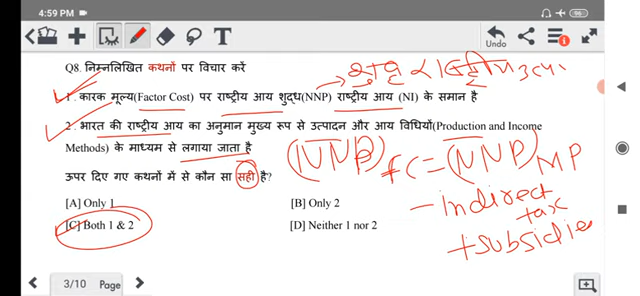 4:59 PM
96
Undo
Q8. निम्नलिखित कथनों पर विचार करें
→ शुद्ध राष्ट्रीय उत्पा
1. कारक मूल्य(Factor Cost) पर राष्ट्रीय आय शुद्ध(NNP) राष्ट्रीय आय (NI) के समान है
2. भारत की राष्ट्रीय आय का अनुमान मुख्य रूप से उत्पादन और आय विधियों(Production and Income
Methods) के माध्यम से लगाया जाता है
(NNP) FC = (NNP) MP
ऊपर दिए गए कथनों में से कौन सा सही है?
- indirect
tax
[A] Only 1
[B] Only 2
+ subsidies
[C] Both 1 & 2
[D] Neither 1 nor 2
3/10 Page